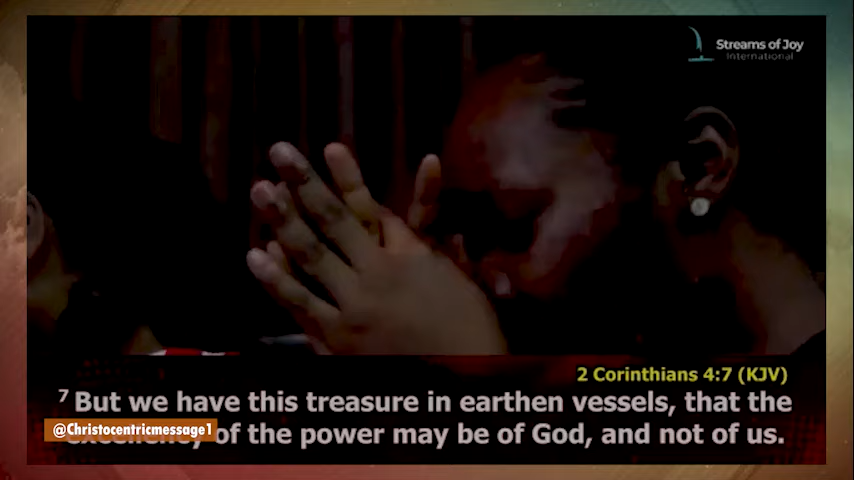 Streams of Joy
International
2 Corinthians 4:7 (KJV)
7 But we have this treasure in earthen vessels, that the
@Christocentricmessage1
of the power may be of God, and not of us.